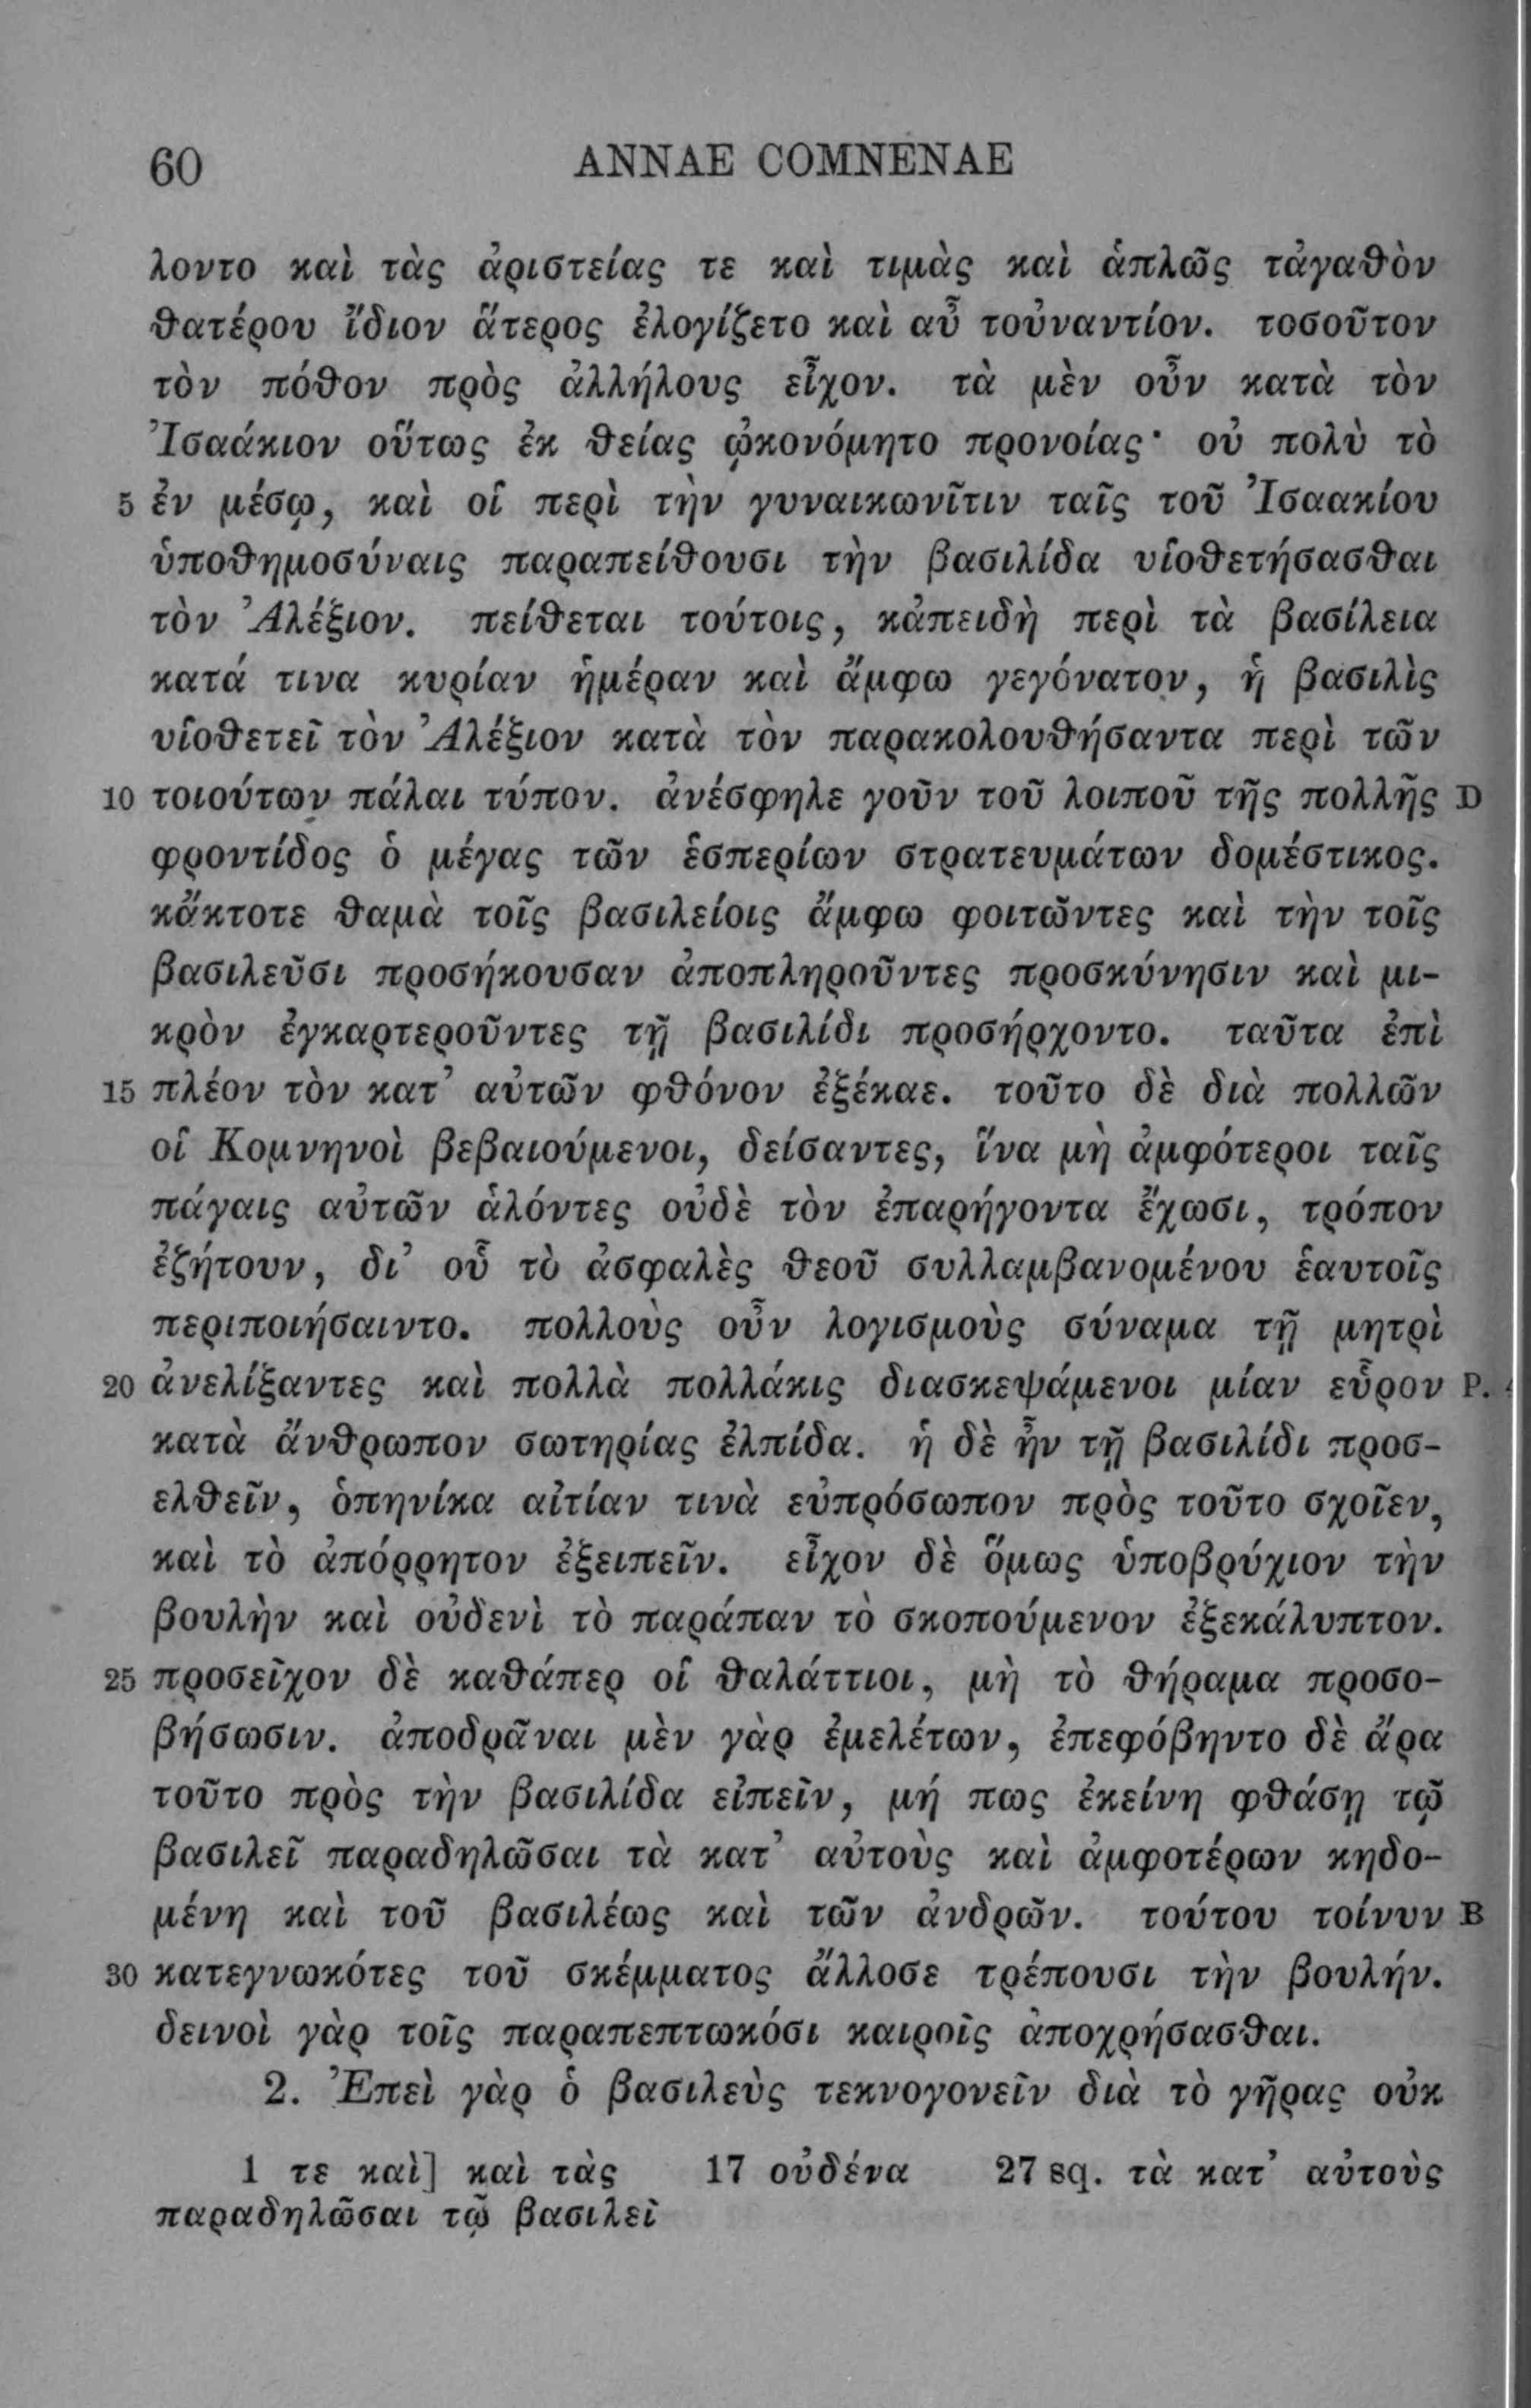 60 ANNAE COMNENAE
λοντο καὶ τὰς ἀριστείας τε καὶ τιμὰς καὶ ἁπλῶς τἀγαθὸν
θατέρου ἴδιον ἅτερος ἐλογίζετο καὶ αὖ τοὐναντίον. τοσοῦτον
τὸν πόθον πρὸς ἀλλήλους εἶχον. τὰ μὲν οὖν κατὰ τὸν
Ἰσαάκιον οὕτως ἐκ θείας ᾠκονόμητο προνοίας· οὐ πολὺ τὸ
5 ἐν μέσῳ, καὶ οἱ περὶ τὴν γυναικωνῖτιν ταῖς τοῦ Ἰσαακίου
ὑποθημοσύναις παραπείθουσι τὴν βασιλίδα υἱοθετήσασθαι
τὸν Ἀλέξιον. πείθεται τούτοις, κἀπειδὴ περὶ τὰ βασίλεια
κατά τινα κυρίαν ἡμέραν καὶ ἄμφω γεγόνατον, ἡ βασιλὶς
υἱοθετεῖ τὸν Ἀλέξιον κατὰ τὸν παρακολουθήσαντα περὶ τῶν
10 τοιούτων πάλαι τύπον. ἀνέσφηλε γοῦν τοῦ λοιποῦ τῆς πολλῆς D
φροντίδος ὁ μέγας τῶν ἑσπερίων στρατευμάτων δομέστικος.
κἄκτοτε θαμὰ τοῖς βασιλείοις ἄμφω φοιτῶντες καὶ τὴν τοῖς
βασιλεῦσι προσήκουσαν ἀποπληροῦντες προσκύνησιν καὶ μι-
κρὸν ἐγκαρτεροῦντες τῇ βασιλίδι προσήρχοντο. ταῦτα ἐπὶ
15 πλέον τὸν κατ’ αὐτῶν φθόνον ἐξέκαε. τοῦτο δὲ διὰ πολλῶν
οἱ Κομνηνοὶ βεβαιούμενοι, δείσαντες, ἵνα μὴ ἀμφότεροι ταῖς
πάγαις αὐτῶν ἁλόντες οὐδὲ τὸν ἐπαρήγοντα ἔχωσι, τρόπον
ἐζήτουν, δι’ οὗ τὸ ἀσφαλὲς θεοῦ συλλαμβανομένου ἑαυτοῖς
περιποιήσαιντο. πολλοὺς οὖν λογισμοὺς σύναμα τῇ μητρὶ
20 ἀνελίξαντες καὶ πολλὰ πολλάκις διασκεψάμενοι μίαν εὗρον P.
κατὰ ἄνθρωπον σωτηρίας ἐλπίδα. ἡ δὲ ἦν τῇ βασιλίδι προσ-
ελθεῖν, ὁπηνίκα αἰτίαν τινὰ εὐπρόσωπον πρὸς τοῦτο σχοῖεν,
καὶ τὸ ἀπόρρητον ἐξειπεῖν. εἶχον δὲ ὅμως ὑποβρύχιον τὴν
βουλὴν καὶ οὐδενὶ τὸ παράπαν τὸ σκοπούμενον ἐξεκάλυπτον.
25 προσεῖχον δὲ καθάπερ οἱ θαλάττιοι, μὴ τὸ θήραμα προσο-
βήσωσιν. ἀποδρᾶναι μὲν γὰρ ἐμελέτων, ἐπεφόβηντο δὲ ἄρα
τοῦτο πρὸς τὴν βασιλίδα εἰπεῖν, μή πως ἐκείνη φθάσῃ τῷ
βασιλεῖ παραδηλῶσαι τὰ κατ’ αὐτοὺς καὶ ἀμφοτέρων κηδο-
μένη καὶ τοῦ βασιλέως καὶ τῶν ἀνδρῶν. τούτου τοίνυν B
30 κατεγνωκότες τοῦ σκέμματος ἄλλοσε τρέπουσι τὴν βουλήν.
δεινοὶ γὰρ τοῖς παραπεπτωκόσι καιροῖς ἀποχρήσασθαι.
2. Ἐπεὶ γὰρ ὁ βασιλεὺς τεκνογονεῖν διὰ τὸ γῆρας οὐκ
1 τε καὶ] καὶ τὰς 17 οὐδένα 27 sq. τὰ κατ’ αὐτοὺς
παραδηλῶσαι τῷ βασιλεῖ